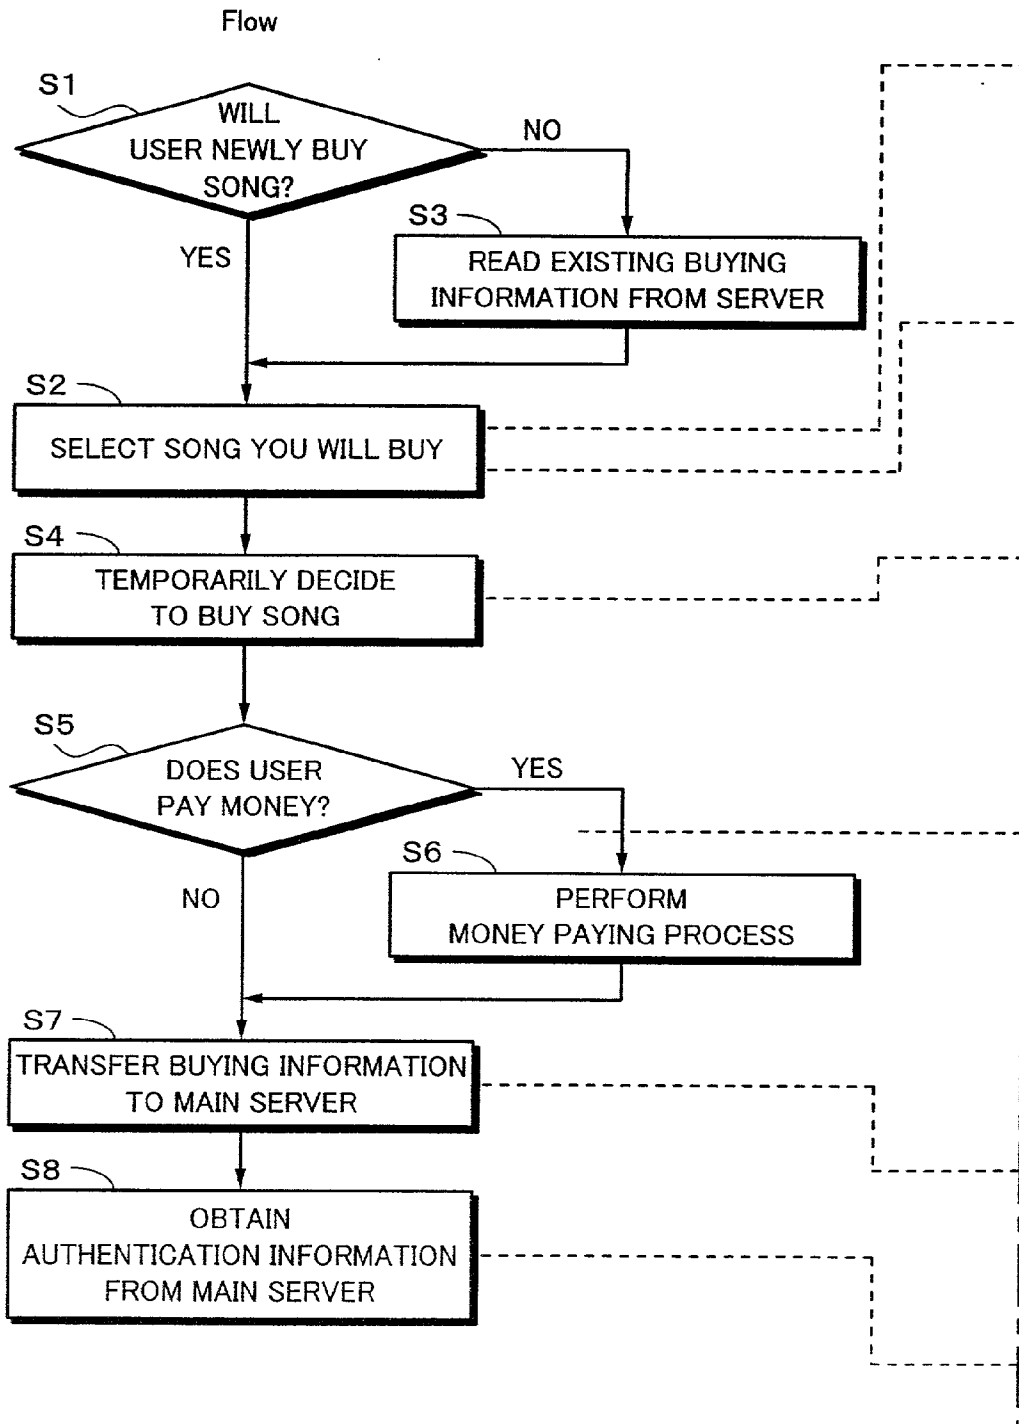 Flow
S1
WILL
USER NEWLY BUY
SONG?
NO
YES
S3
READ EXISTING BUYING
INFORMATION FROM SERVER
S2
SELECT SONG YOU WILL BUY
S4
TEMPORARILY DECIDE
TO BUY SONG
S5
DOES USER
PAY MONEY?
YES
NO
S6
PERFORM
MONEY PAYING PROCESS
S7
TRANSFER BUYING INFORMATION
TO MAIN SERVER
S8
OBTAIN
AUTHENTICATION INFORMATION
FROM MAIN SERVER